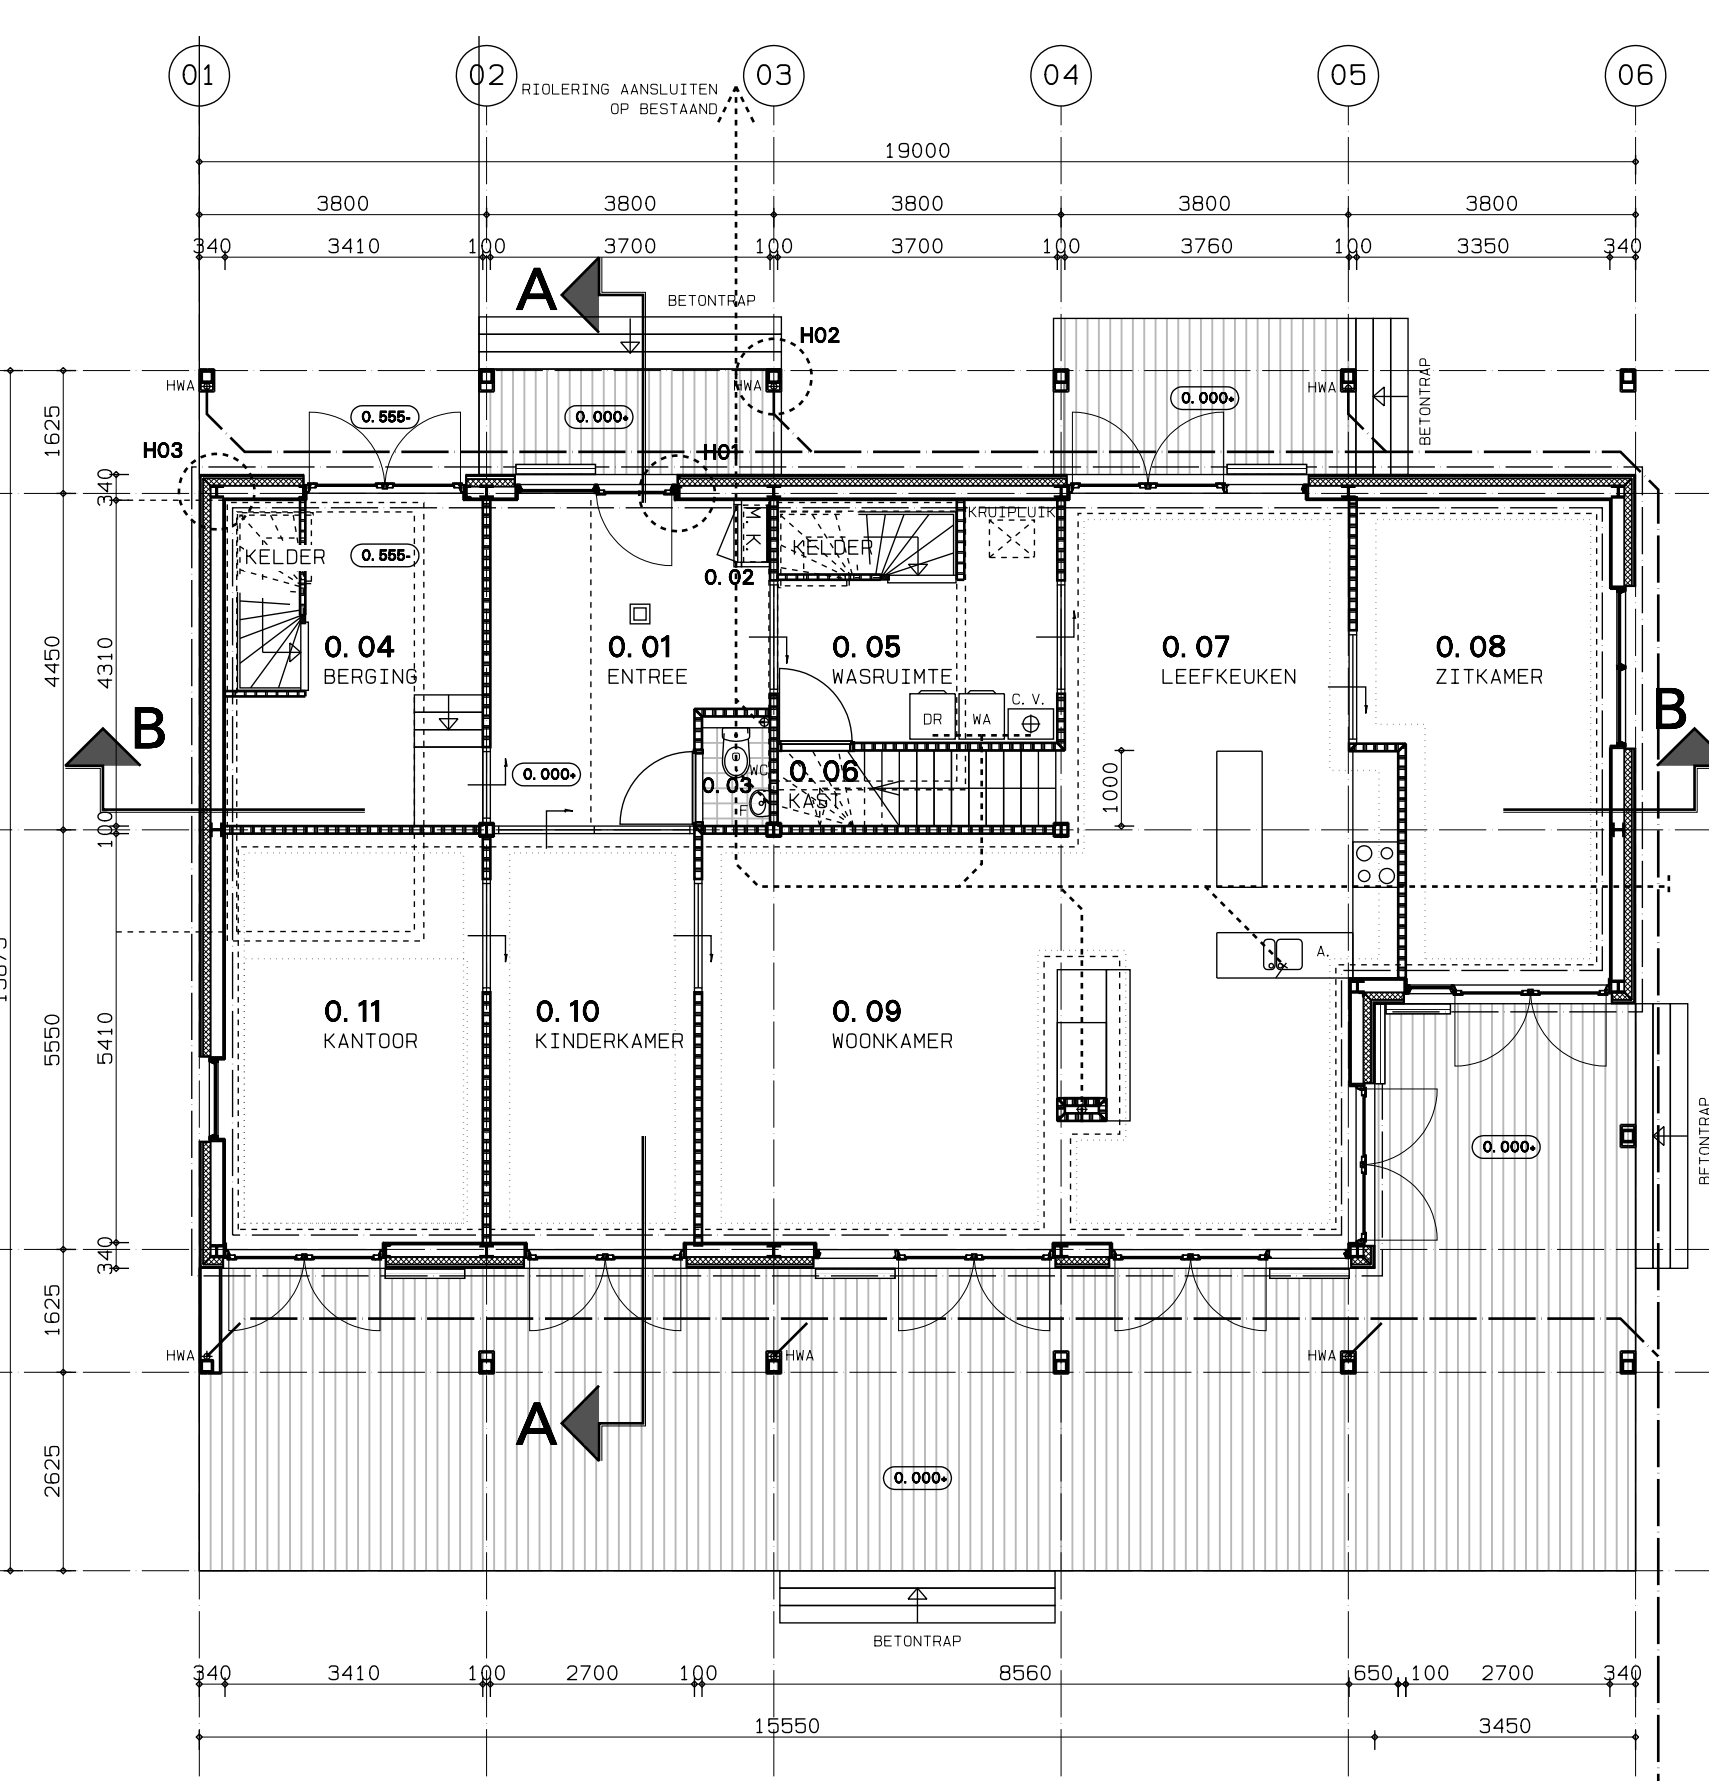 01 02 03 04 05 06
RIOLERING AANSLUITEN
OP BESTAAND
19000
3800 3800 3800 3800 3800
340 3410 100 3700 100 3700 100 3760 100 3350 340
A
BETONTRAP
H02
HWA HWA HWA
BETONTRAP
0.555- 0.000+ 0.000+
1625
H03 H01
340
KELDER
0.555-
M.K.
KELDER
KRUIPLUIK
0.02
4450
4310
0.04
BERGING
0.01
ENTREE
0.05
WASRUIMTE
0.07
LEEFKEUKEN
0.08
ZITKAMER
C.V.
DR WA
B B
0.000+
WC
0.03
F
0.06
KAST
1000
100
A.
5550
5410
0.11
KANTOOR
0.10
KINDERKAMER
0.09
WOONKAMER
0.000+
BETONTRAP
340
1625
HWA HWA HWA
A
2625
0.000+
BETONTRAP
340 3410 100 2700 100 8560 650 100 2700 340
15550 3450